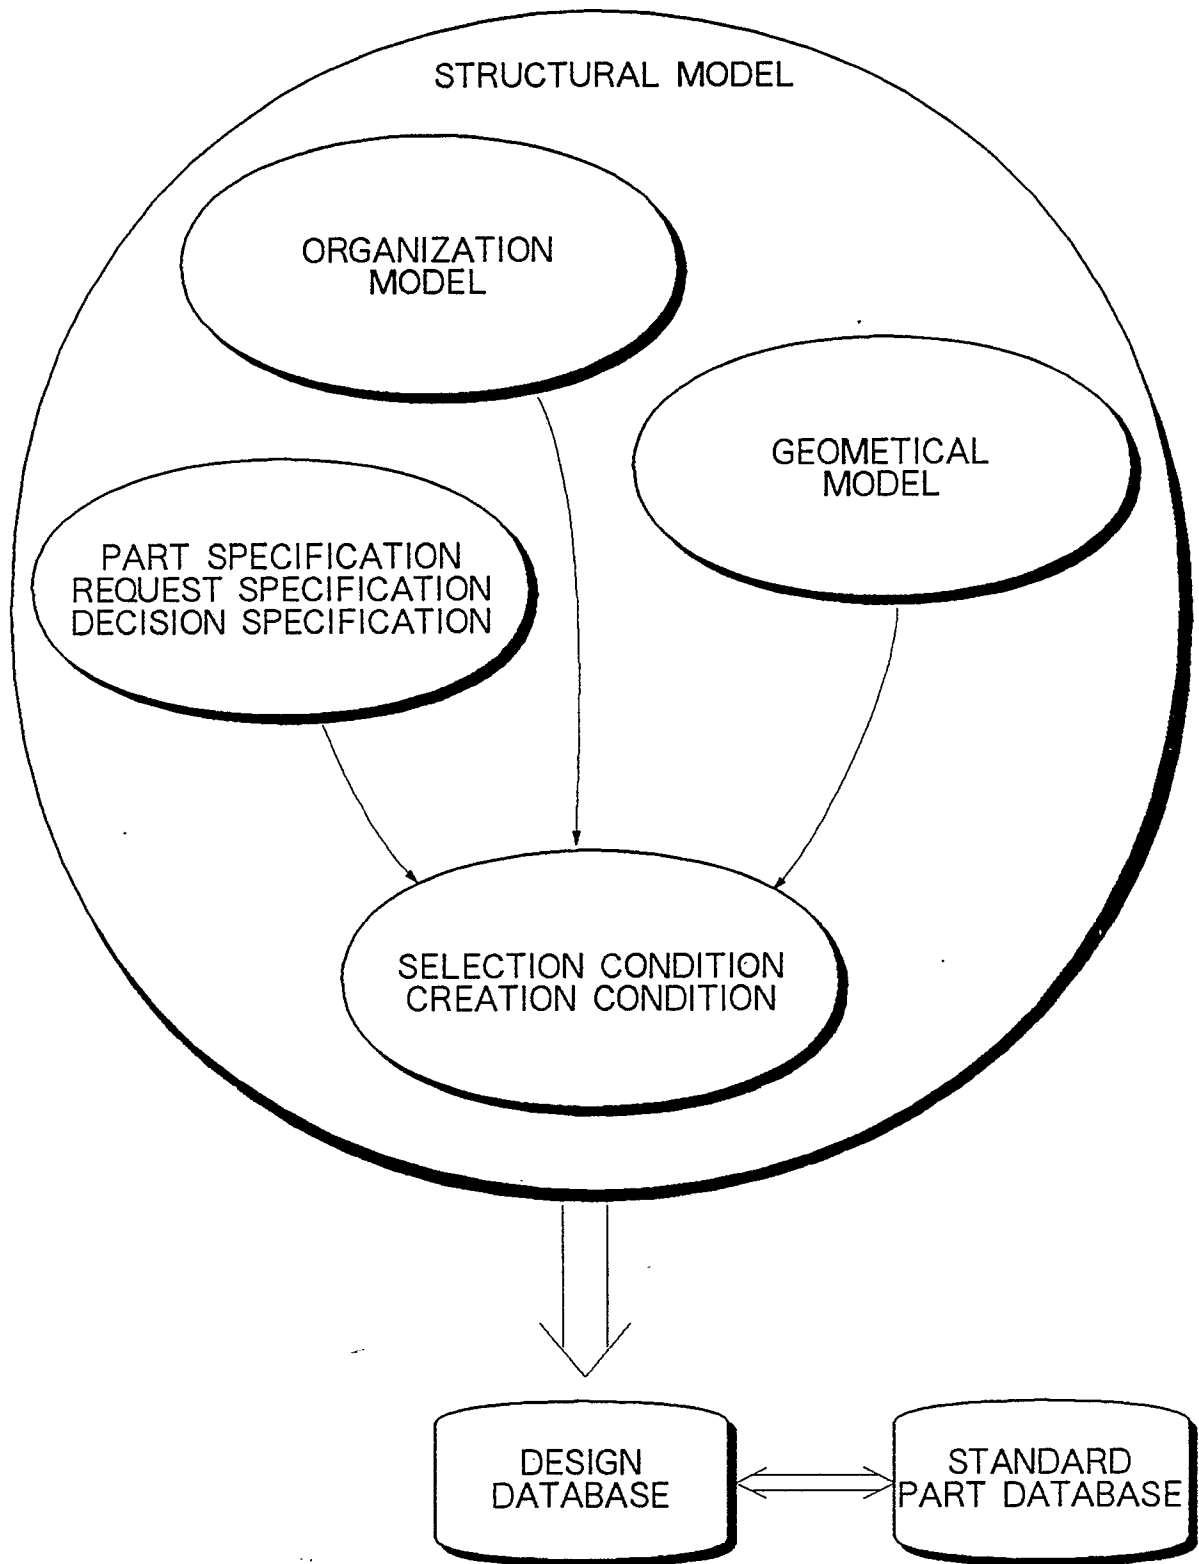 STRUCTURAL MODEL
ORGANIZATION
MODEL
GEOMETICAL
MODEL
PART SPECIFICATION
REQUEST SPECIFICATION
DECISION SPECIFICATION
SELECTION CONDITION
CREATION CONDITION
DESIGN
DATABASE
STANDARD
PART DATABASE